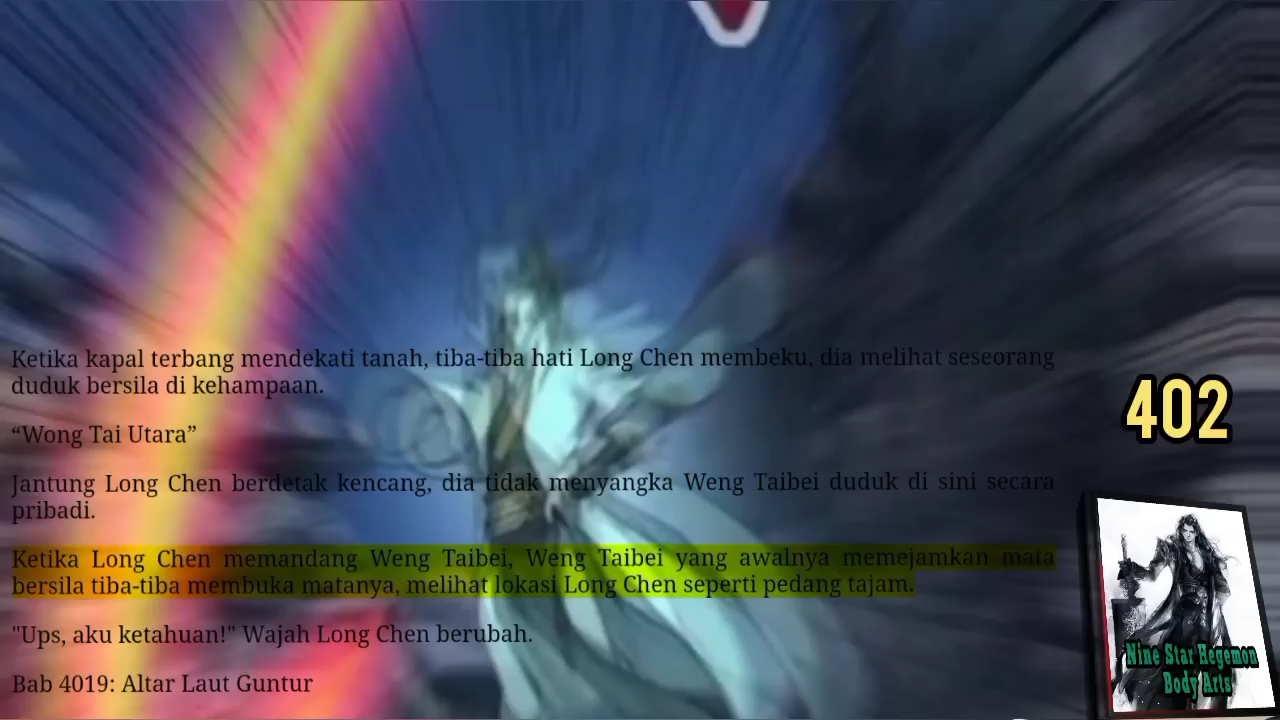 Ketika kapal terbang mendekati tanah, tiba-tiba hati Long Chen membeku, dia melihat seseorang
duduk bersila di kehampaan.
“Wong Tai Utara”
Jantung Long Chen berdetak kencang, dia tidak menyangka Weng Taibei duduk di sini secara
pribadi.
Ketika Long Chen memandang Weng Taibei, Weng Taibei yang awalnya memejamkan mata
bersila tiba-tiba membuka matanya, melihat lokasi Long Chen seperti pedang tajam.
"Ups, aku ketahuan!" Wajah Long Chen berubah.
Bab 4019: Altar Laut Guntur
402
Nine Star Hegemon
Body Arts